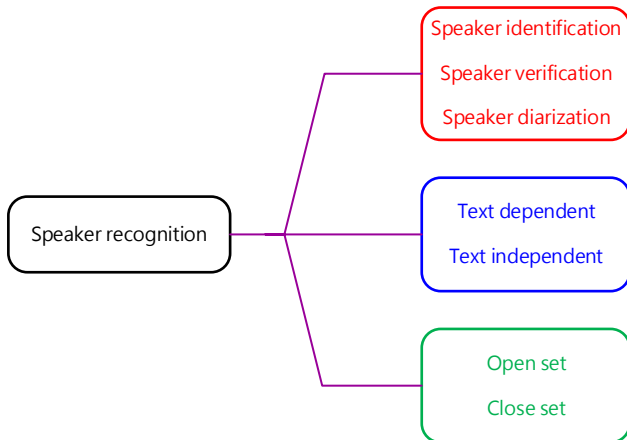 Speaker recognition
Speaker identification
Speaker verification
Speaker diarization
Text dependent
Text independent
Open set
Close set